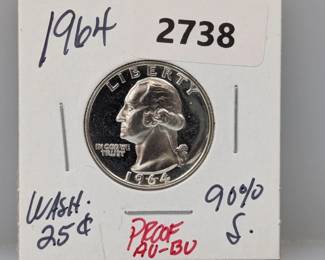 1964
2738
LIBERTY
IN GOD WE
TRUST
1964
WASH.
25¢
PROOF
AU-BU
90%
S.